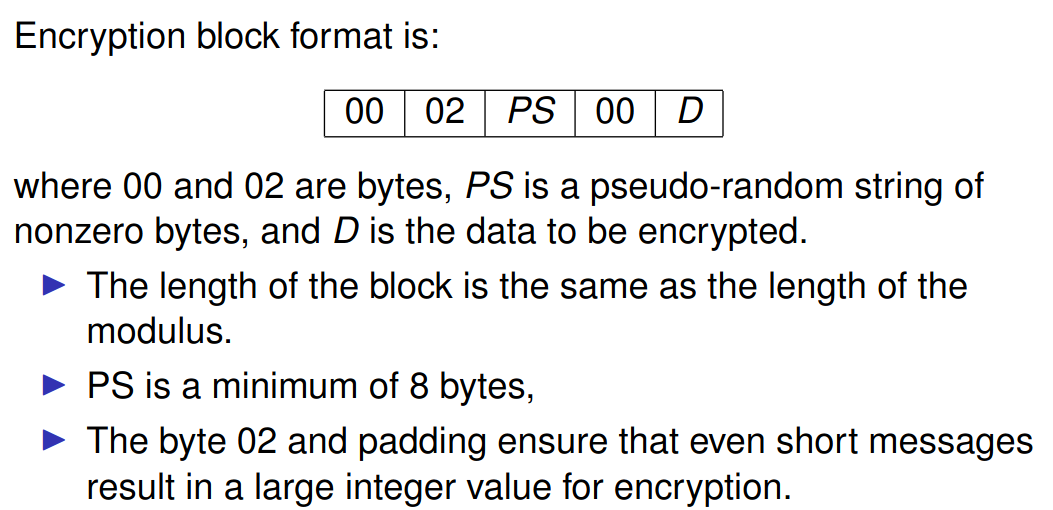 Encryption block format is:
00 02 PS 00 D
where 00 and 02 are bytes, PS is a pseudo-random string of
nonzero bytes, and D is the data to be encrypted.
The length of the block is the same as the length of the
modulus.
PS is a minimum of 8 bytes,
The byte 02 and padding ensure that even short messages
result in a large integer value for encryption.